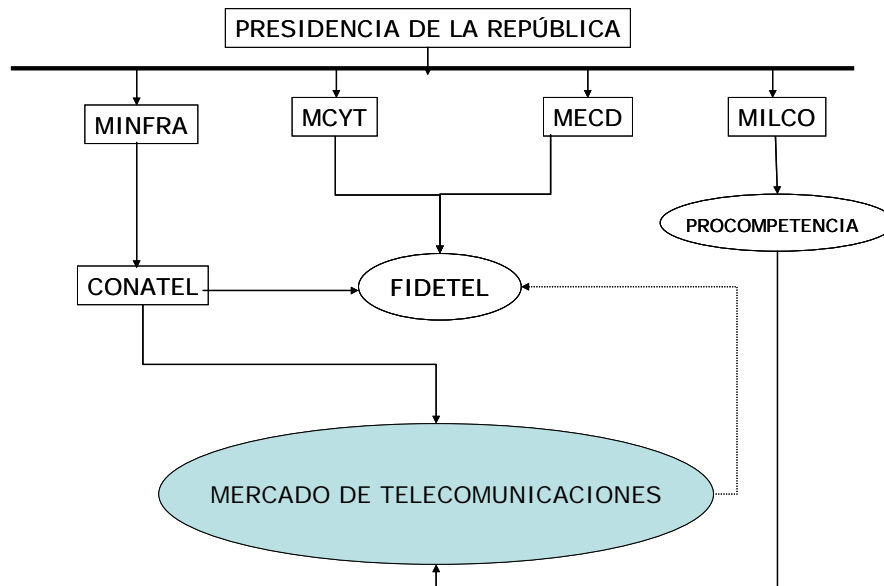 PRESIDENCIA DE LA REPÚBLICA
MINFRA
MCYT
MECD
MILCO
PROCOMPETENCIA
CONATEL
FIDETEL
MERCADO DE TELECOMUNICACIONES